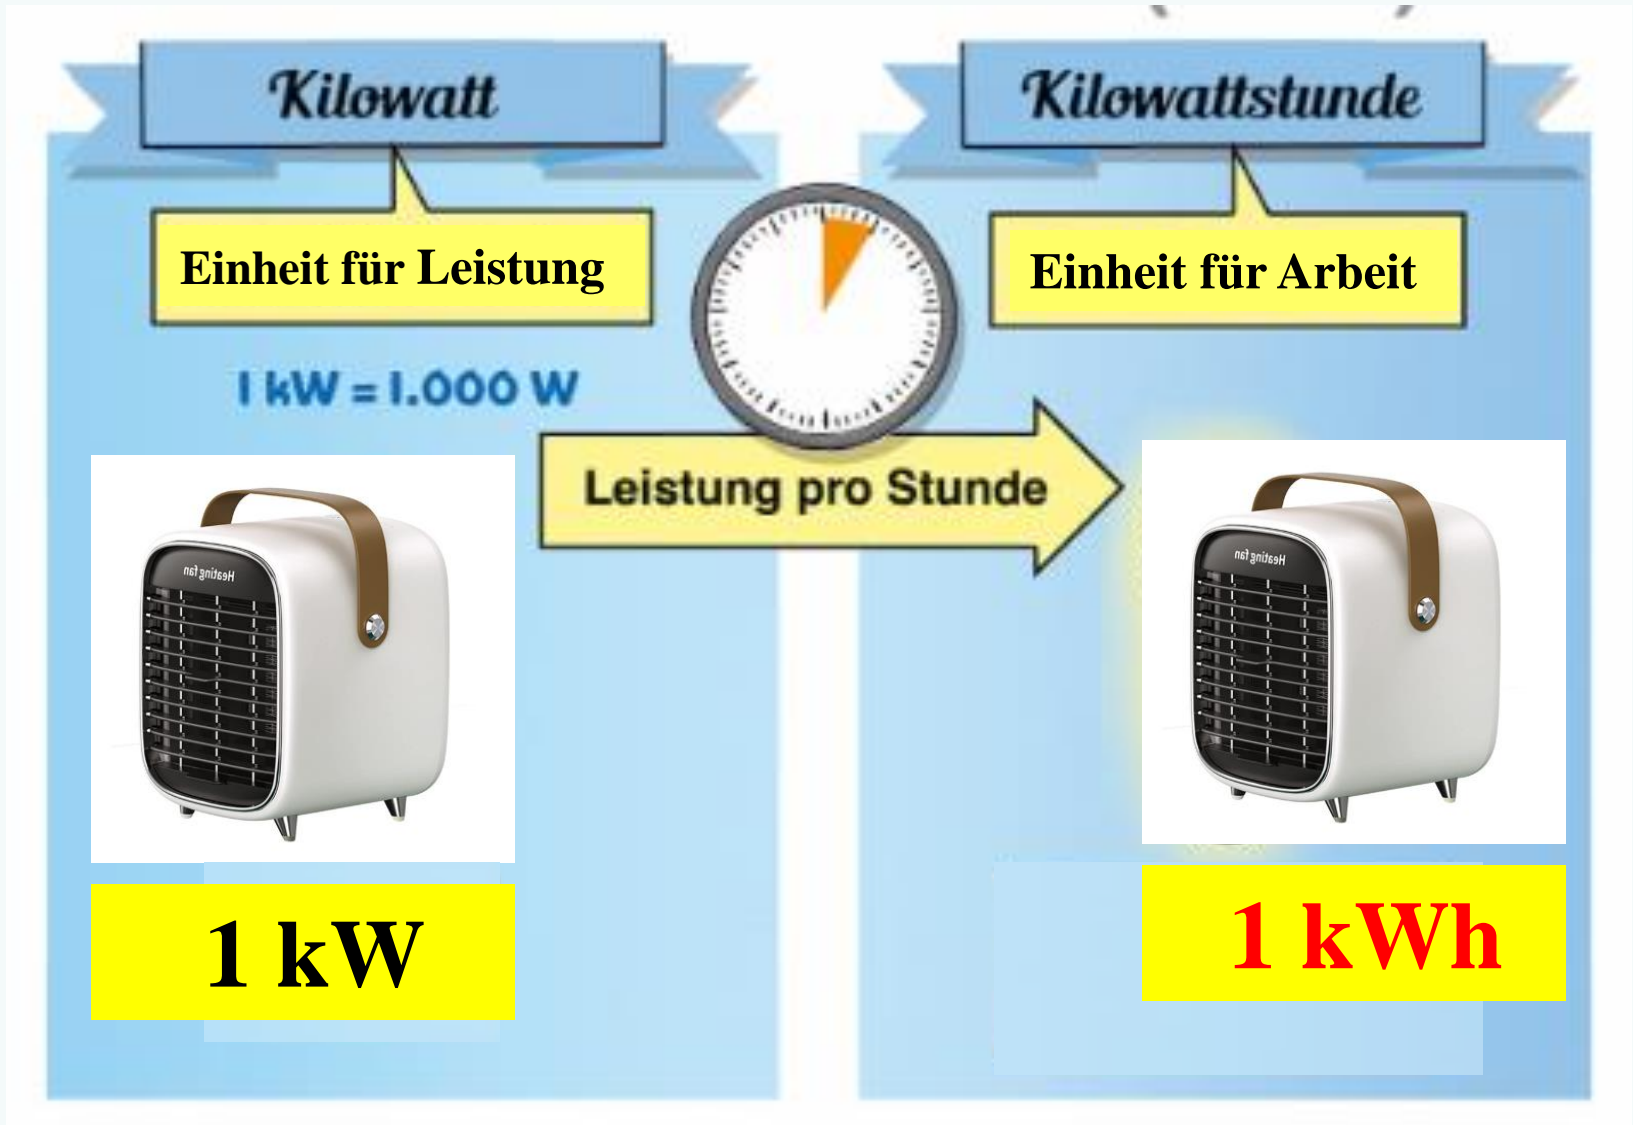 Kilowatt
Kilowattstunde
Einheit für Leistung
Einheit für Arbeit
1 kW = 1.000 W
Leistung pro Stunde
Heating fan
Heating fan
1 kW
1 kWh